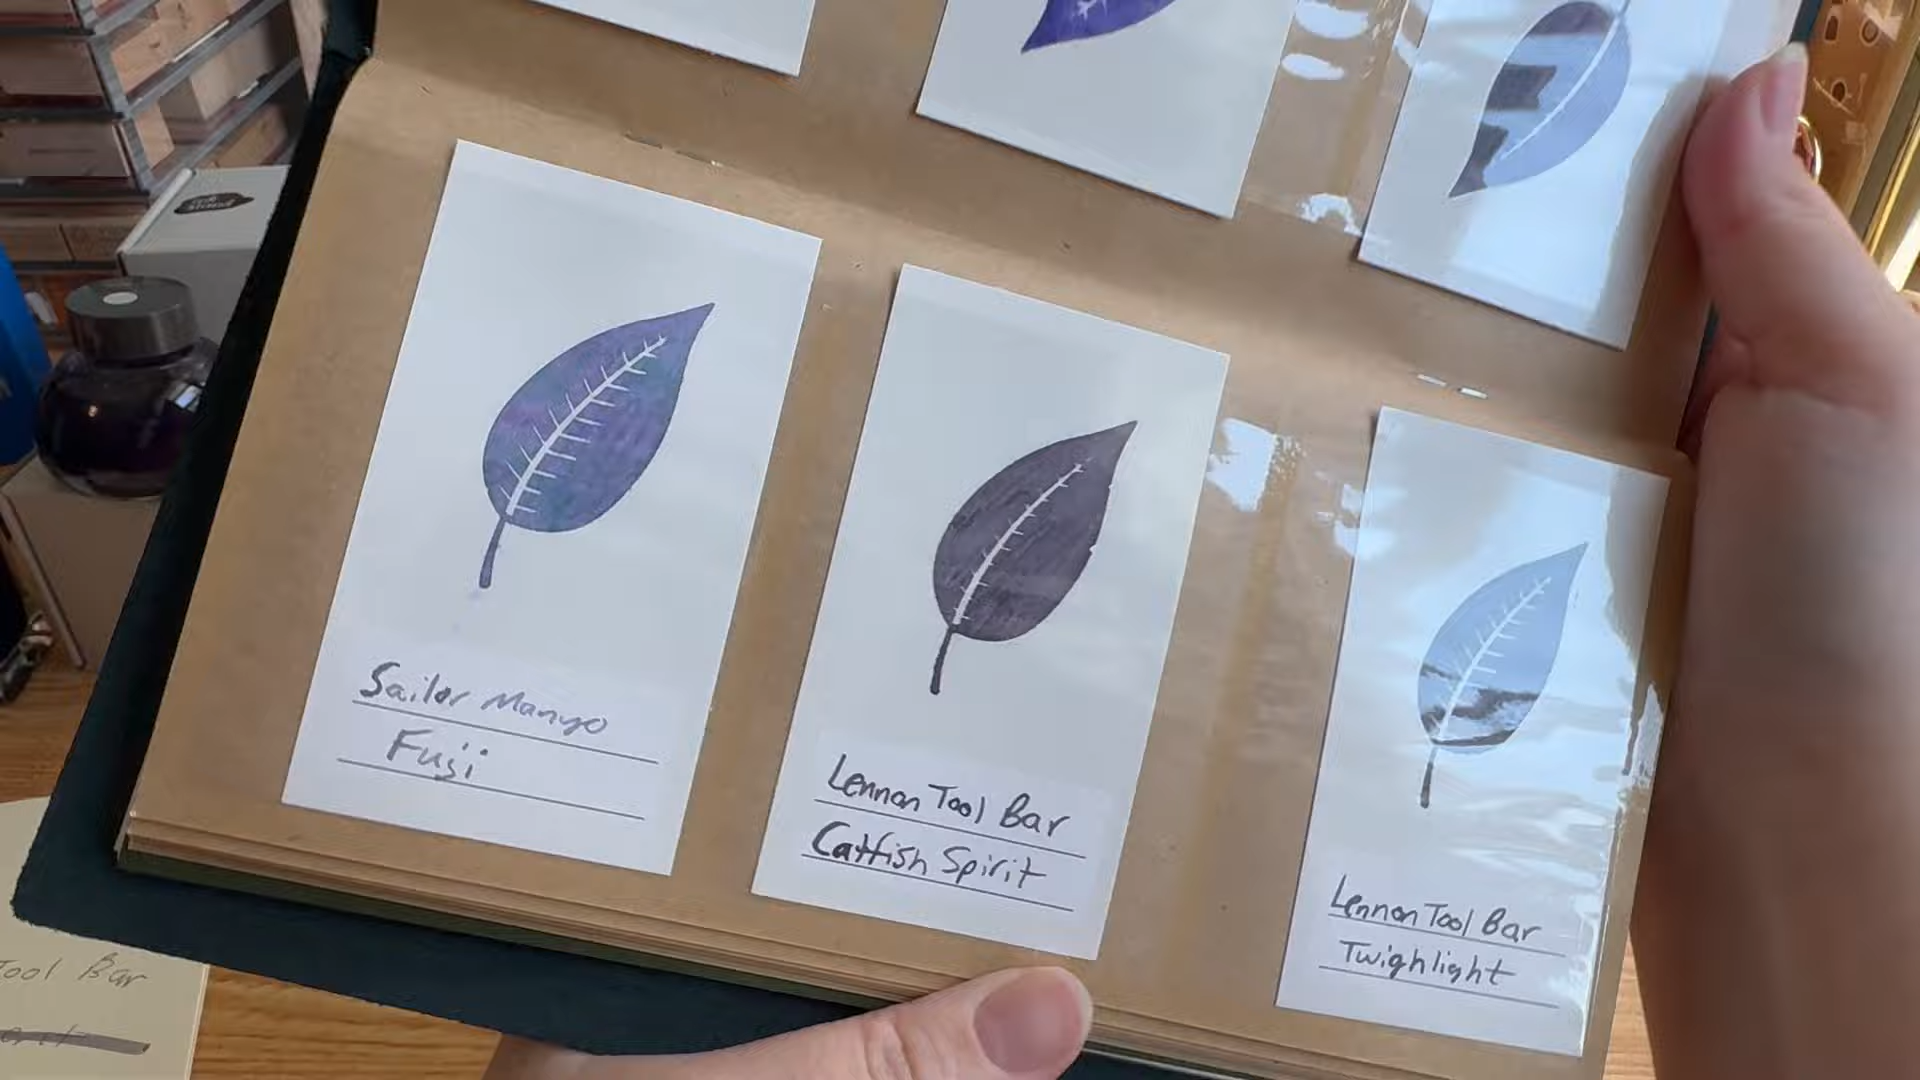 Sailor Manyo
Fuji
Lennon Tool Bar
Catfish Spirit
Lennon Tool Bar
Twighlight
Tool Bar